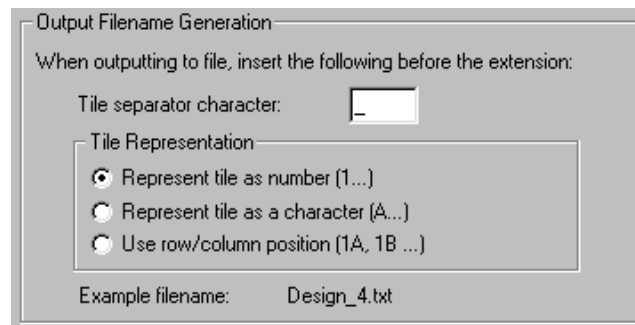 Output Filename Generation
When outputting to file, insert the following before the extension:
Tile separator character: _
Tile Representation
Represent tile as number (1...)
Represent tile as a character (A...)
Use row/column position (1A, 1B ...)
Example filename: Design_4.txt